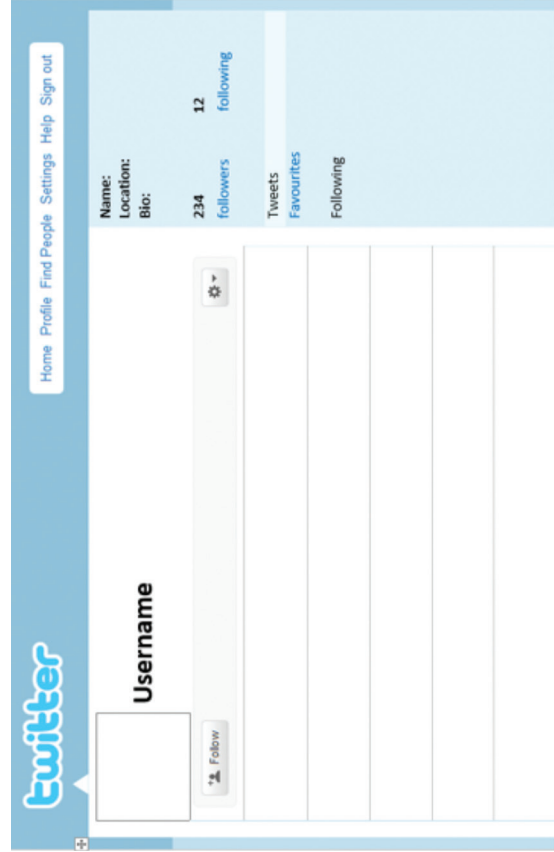 twitter
Home Profile Find People Settings Help Sign out
Username
Follow
Name:
Location:
Bio:
234 12
followers following
Tweets
Favourites
Following